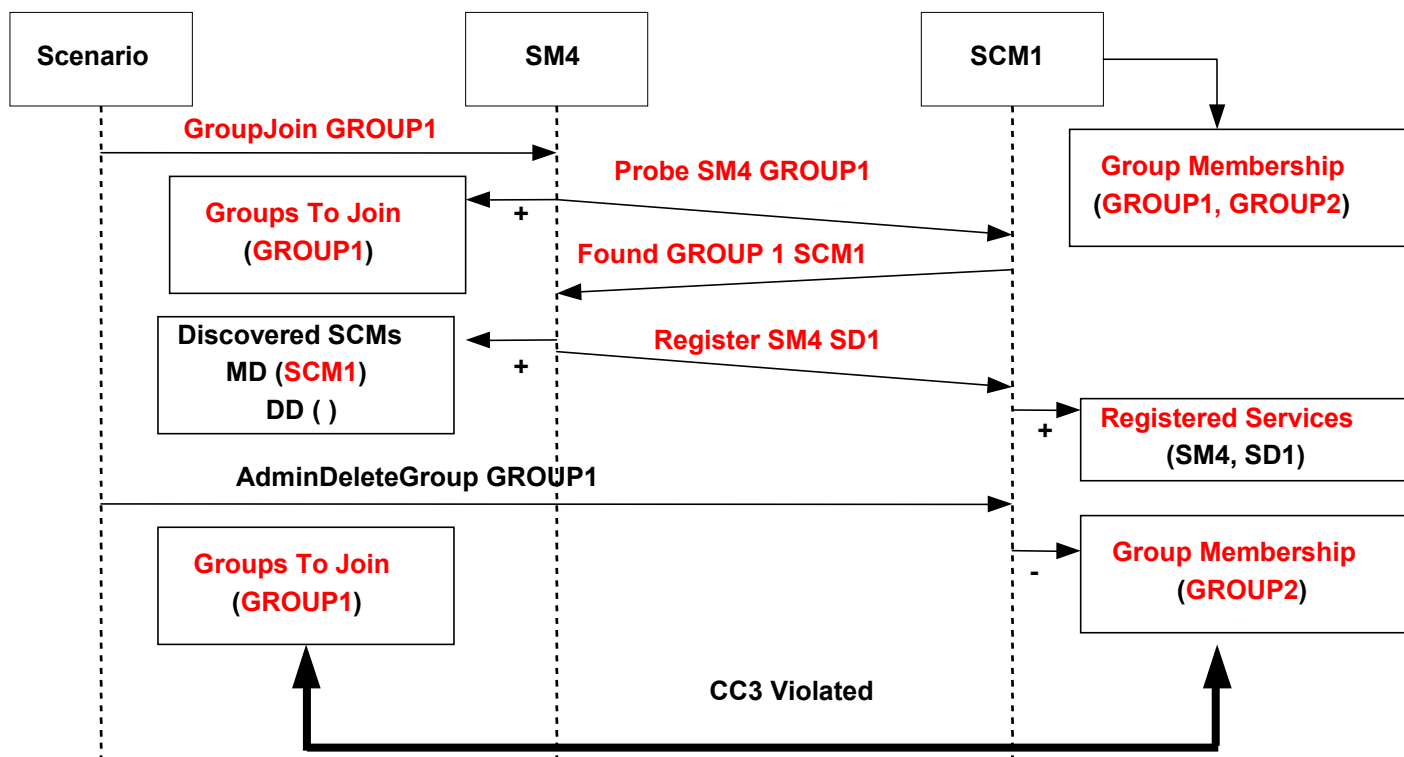 Scenario
SM4
SCM1
GroupJoin GROUP1
Probe SM4 GROUP1
Group Membership
(GROUP1, GROUP2)
Groups To Join
(GROUP1)
+
Found GROUP 1 SCM1
Discovered SCMs
MD (SCM1)
DD ( )
+
Register SM4 SD1
+
Registered Services
(SM4, SD1)
AdminDeleteGroup GROUP1
Groups To Join
(GROUP1)
-
Group Membership
(GROUP2)
CC3 Violated